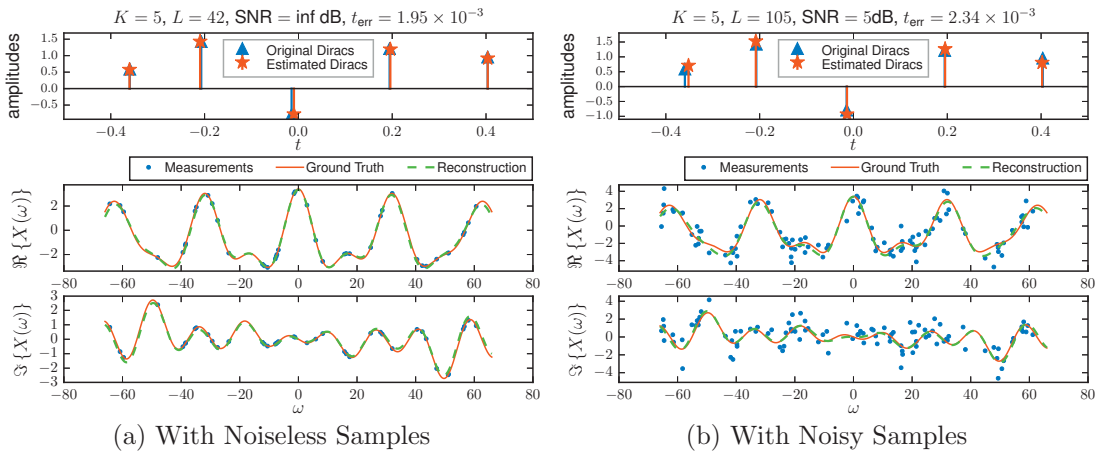 K = 5, L = 42, SNR = inf dB, t_err = 1.95 × 10⁻³
amplitudes
1.5
1.0
0.5
0.0
−0.5
Original Diracs
Estimated Diracs
−0.4 −0.2 0.0 0.2 0.4
t
Measurements Ground Truth Reconstruction
ℜ{X(ω)}
2
0
−2
−80 −60 −40 −20 0 20 40 60 80
ℑ{X(ω)}
3
2
1
0
−1
−2
−3
−80 −60 −40 −20 0 20 40 60 80
ω
(a) With Noiseless Samples
K = 5, L = 105, SNR = 5dB, t_err = 2.34 × 10⁻³
amplitudes
1.5
1.0
0.5
0.0
−0.5
−1.0
Original Diracs
Estimated Diracs
−0.4 −0.2 0.0 0.2 0.4
t
Measurements Ground Truth Reconstruction
ℜ{X(ω)}
4
2
0
−2
−4
−80 −60 −40 −20 0 20 40 60 80
ℑ{X(ω)}
4
2
0
−2
−4
−80 −60 −40 −20 0 20 40 60 80
ω
(b) With Noisy Samples